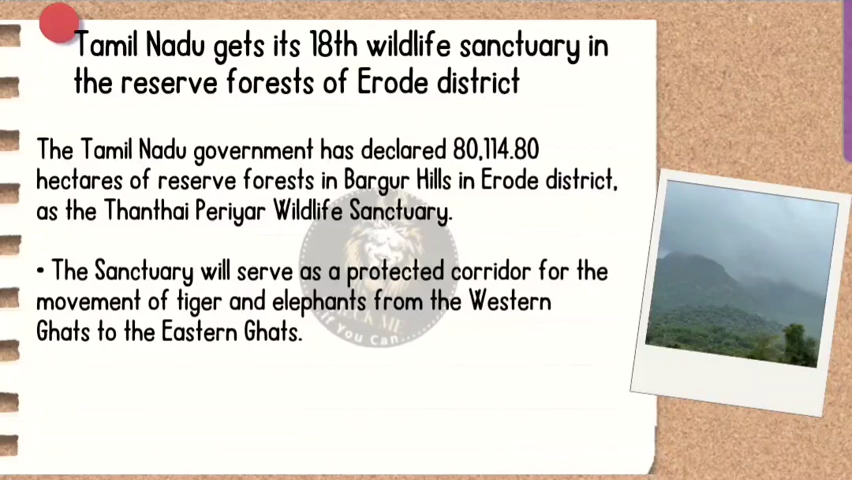 Tamil Nadu gets its 18th wildlife sanctuary in
the reserve forests of Erode district
The Tamil Nadu government has declared 80,114.80
hectares of reserve forests in Bargur Hills in Erode district,
as the Thanthai Periyar Wildlife Sanctuary.
• The Sanctuary will serve as a protected corridor for the
movement of tiger and elephants from the Western
Ghats to the Eastern Ghats.
If You Can....